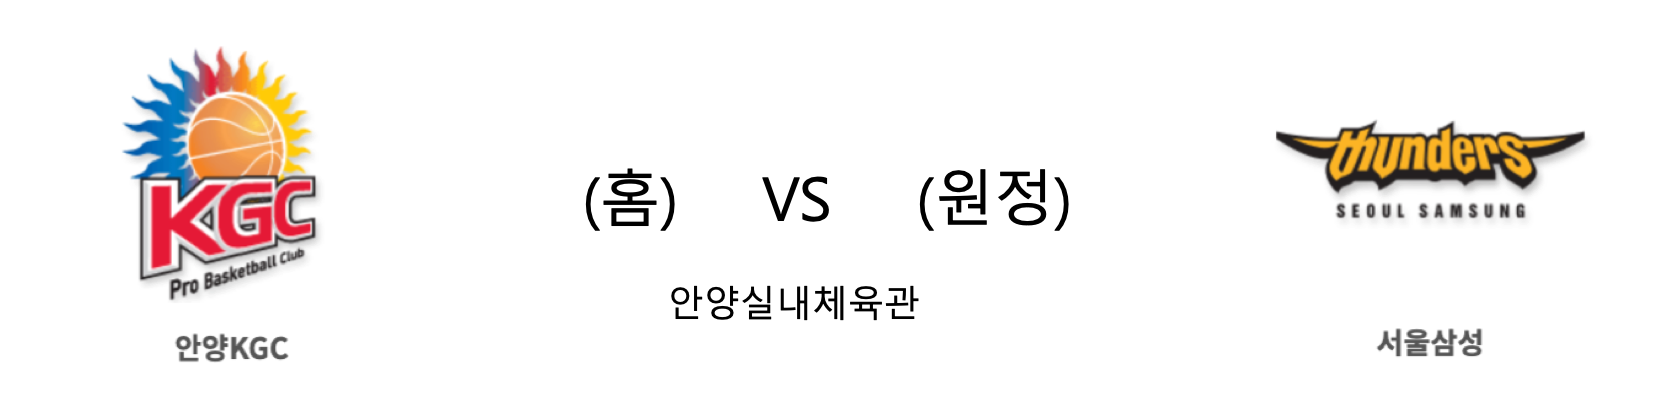 KGC
Pro Basketball Club
안양KGC
(홈) VS (원정)
안양실내체육관
thunders
SEOUL SAMSUNG
서울삼성